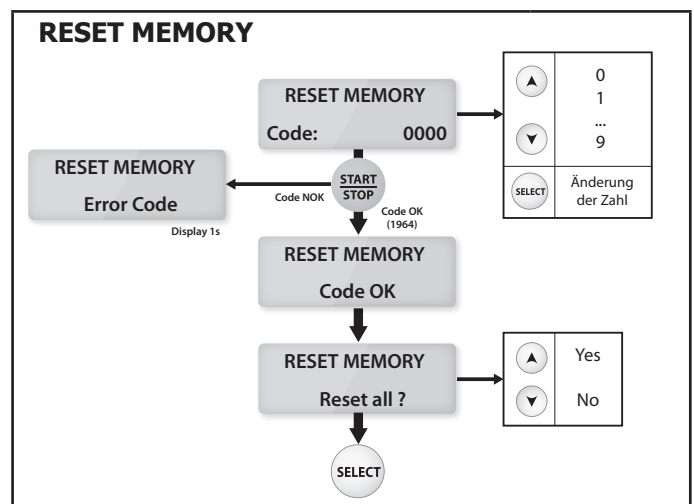 RESET MEMORY
RESET MEMORY
Code: 0000
0
1
...
9
SELECT
Änderung
der Zahl
START
STOP
Code NOK
RESET MEMORY
Error Code
Display 1s
Code OK
(1964)
RESET MEMORY
Code OK
RESET MEMORY
Reset all ?
Yes
No
SELECT